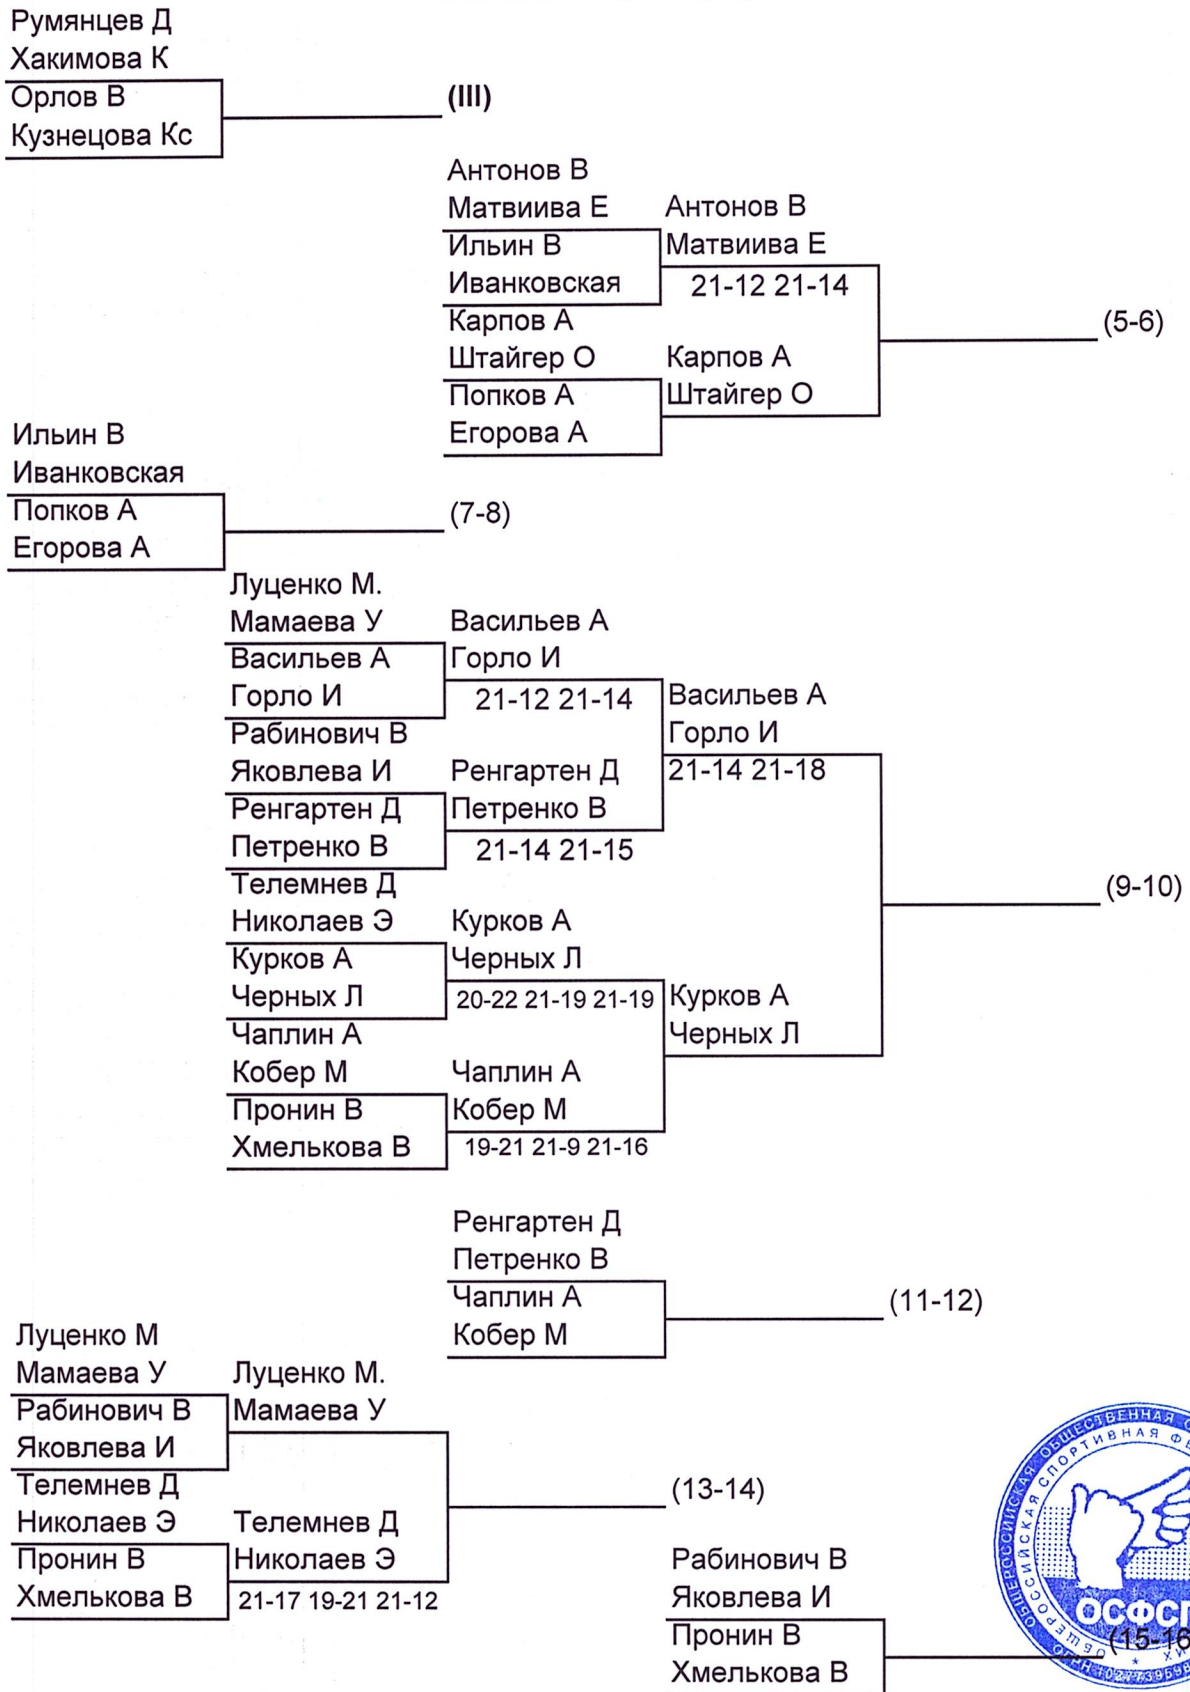 Румянцев Д
Хакимова К
Орлов В
Кузнецова Кс
(III)
Антонов В
Матвиива Е
Ильин В
Иванковская
Карпов А
Штайгер О
Попков А
Егорова А
Антонов В
Матвиива Е
21-12 21-14
Карпов А
Штайгер О
(5-6)
Ильин В
Иванковская
Попков А
Егорова А
(7-8)
Луценко М.
Мамаева У
Васильев А
Горло И
Рабинович В
Яковлева И
Ренгартен Д
Петренко В
Телемнев Д
Николаев Э
Курков А
Черных Л
Чаплин А
Кобер М
Пронин В
Хмелькова В
Васильев А
Горло И
21-12 21-14
Ренгартен Д
Петренко В
21-14 21-15
Курков А
Черных Л
20-22 21-19 21-19
Чаплин А
Кобер М
19-21 21-9 21-16
Васильев А
Горло И
21-14 21-18
Курков А
Черных Л
(9-10)
Ренгартен Д
Петренко В
Чаплин А
Кобер М
(11-12)
Луценко М
Мамаева У
Рабинович В
Яковлева И
Телемнев Д
Николаев Э
Пронин В
Хмелькова В
Луценко М.
Мамаева У
Телемнев Д
Николаев Э
21-17 19-21 21-12
(13-14)
Рабинович В
Яковлева И
Пронин В
Хмелькова В
(15-16
ОБЩЕРОССИЙСКАЯ ОБЩЕСТВЕННАЯ
ОБЩЕРОССИЙСКАЯ СПОРТИВНАЯ